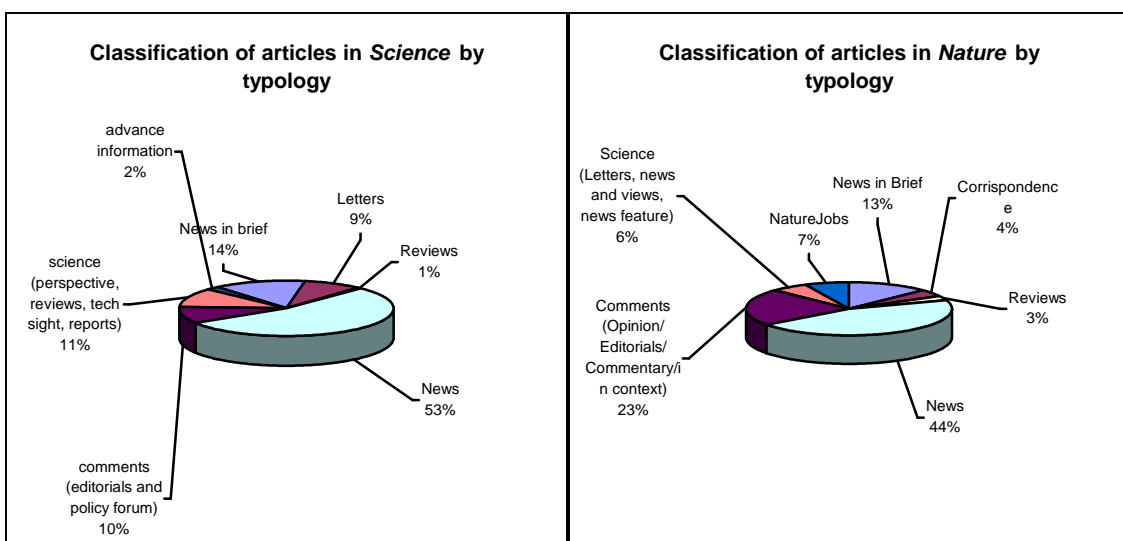 Classification of articles in Science by
typology
advance
information
2%
News in brief
14%
Letters
9%
Reviews
1%
science
(perspective,
reviews, tech
sight, reports)
11%
News
53%
comments
(editorials and
policy forum)
10%
Classification of articles in Nature by
typology
Science
(Letters, news
and views,
news feature)
6%
NatureJobs
7%
News in Brief
13%
Corrispondenc
e
4%
Reviews
3%
Comments
(Opinion/
Editorials/
Commentary/i
n context)
23%
News
44%